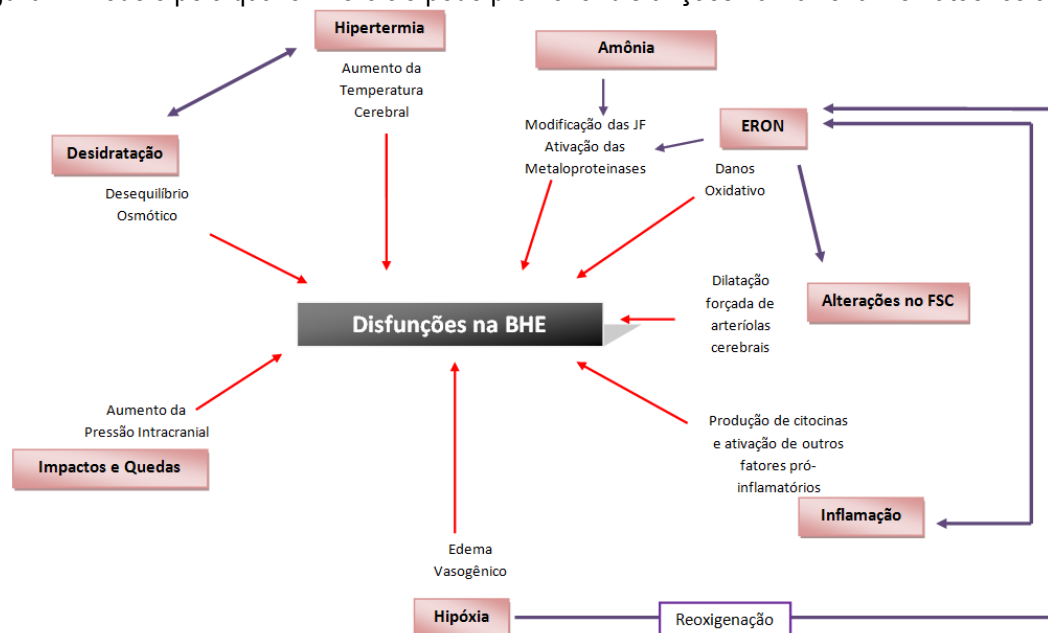 Hipertermia
Aumento da
Temperatura
Cerebral
Amônia
Modificação das JF
Ativação das
Metaloproteinases
ERON
Danos
Oxidativo
Desidratação
Desequilíbrio
Osmótico
Dilatação
forçada de
arteríolas
cerebrais
Alterações no FSC
Disfunções na BHE
Aumento da
Pressão Intracranial
Impactos e Quedas
Produção de citocinas
e ativação de outros
fatores pró-
inflamatórios
Inflamação
Edema
Vasogênico
Hipóxia
Reoxigenação